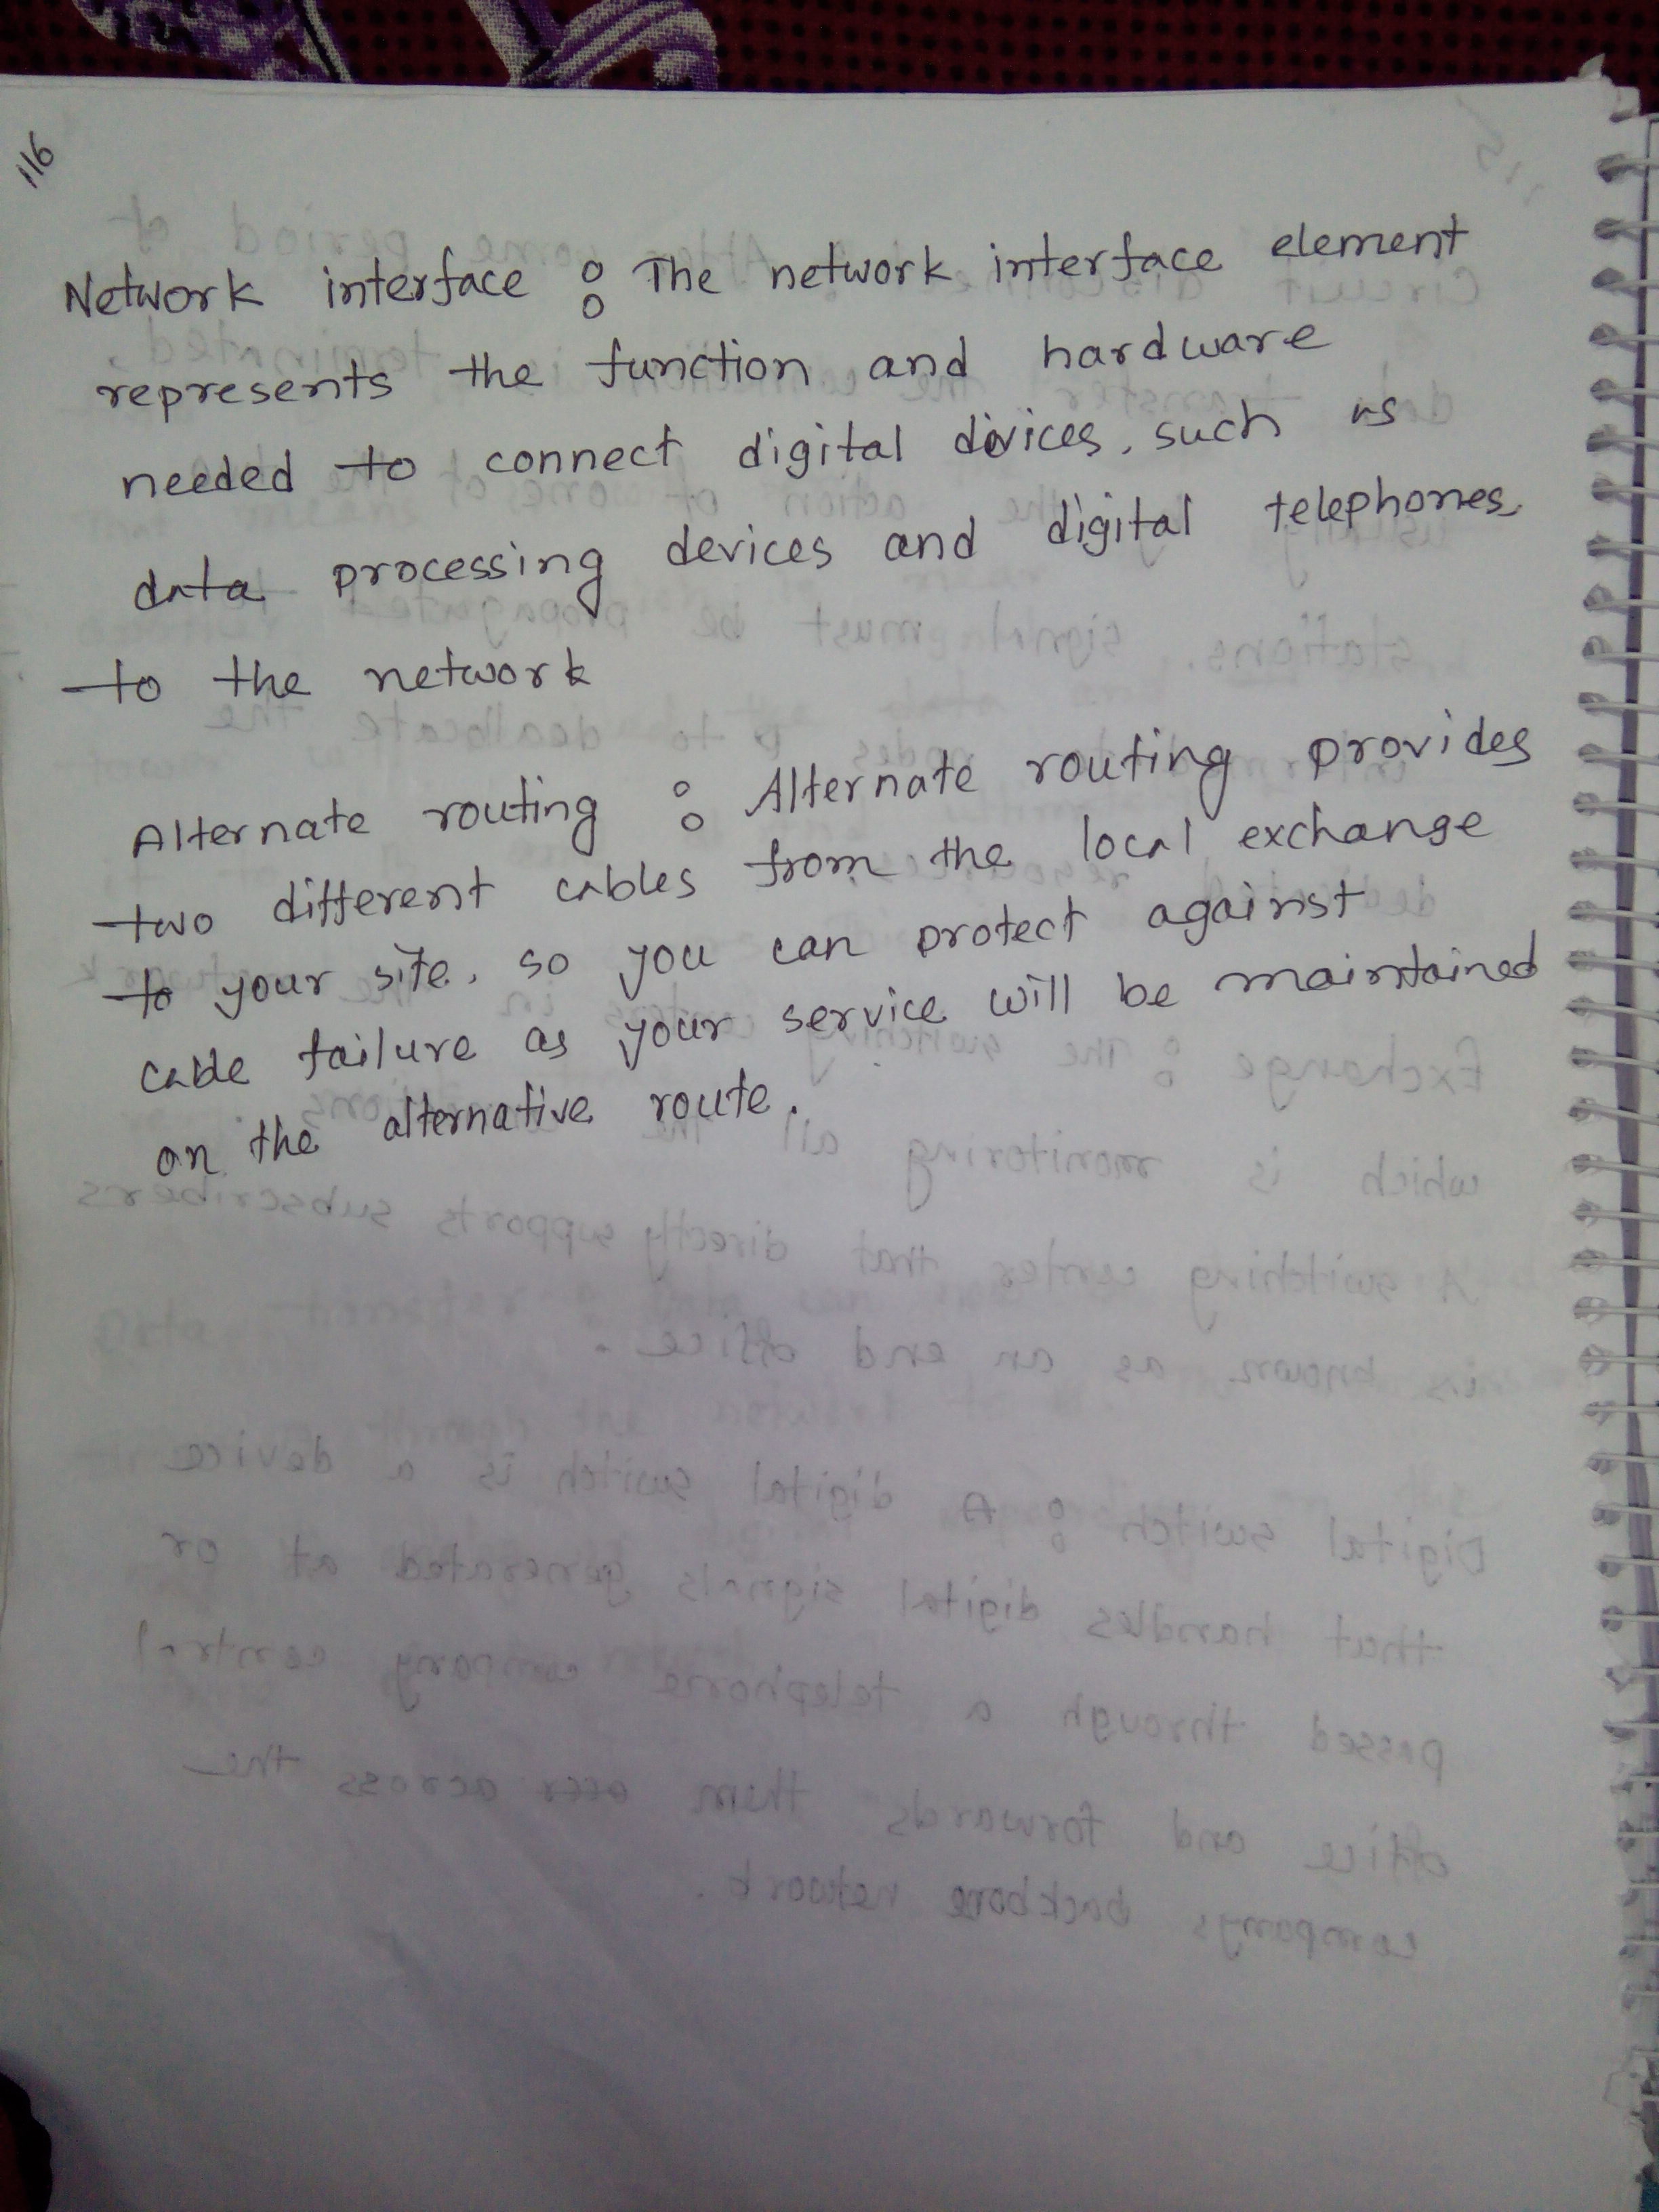 116
Network interface : The network interface element
represents the function and hardware
needed to connect digital divices, such as
data processing devices and digital telephones
to the network
Alternate routing : Alternate routing provides
two different cables from the local exchange
to your site, so you can protect against
cable failure as your service will be maintained
on the alternative route.